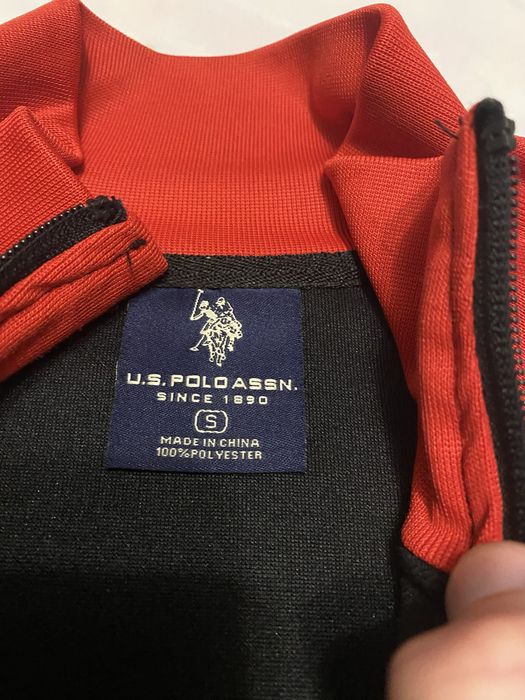 U.S. POLO ASSN.
SINCE 1890
S
MADE IN CHINA
100% POLYESTER